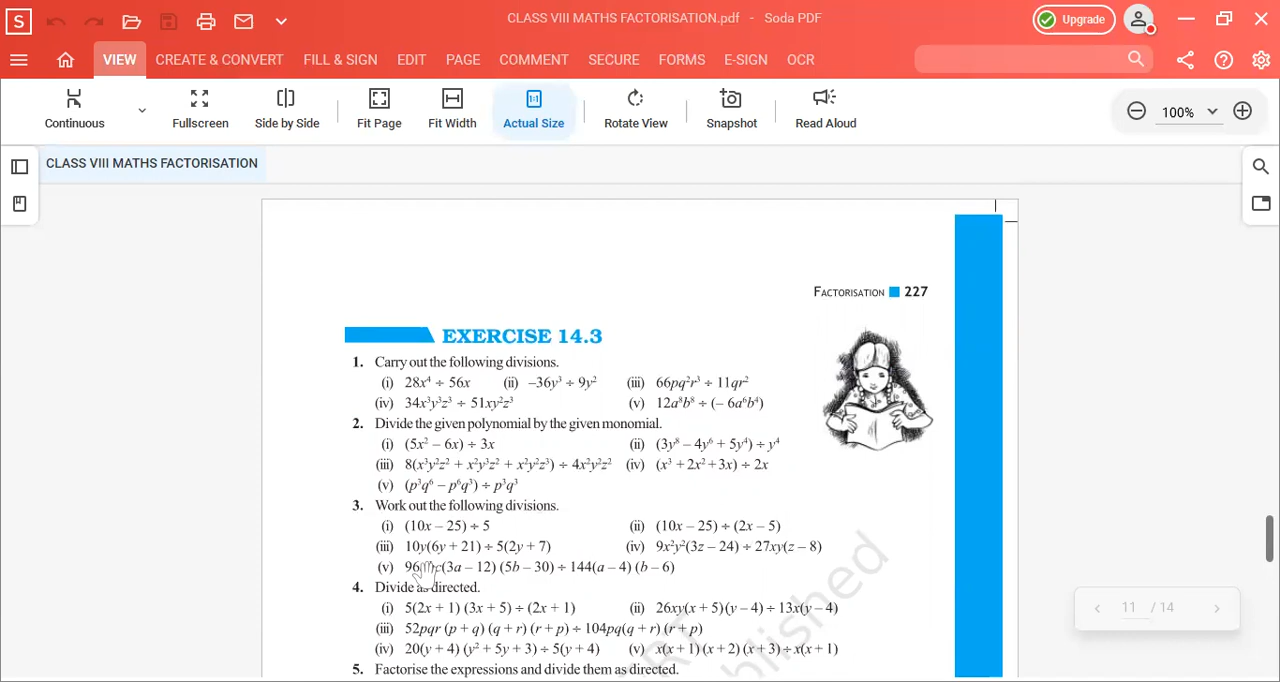 S
CLASS VIII MATHS FACTORISATION.pdf - Soda PDF
Upgrade
VIEW CREATE & CONVERT FILL & SIGN EDIT PAGE COMMENT SECURE FORMS E-SIGN OCR
Continuous Fullscreen Side by Side Fit Page Fit Width Actual Size Rotate View Snapshot Read Aloud 100%
CLASS VIII MATHS FACTORISATION
FACTORISATION 227
EXERCISE 14.3
1. Carry out the following divisions.
(i) 28x⁴ ÷ 56x (ii) –36y³ ÷ 9y² (iii) 66pq²r³ ÷ 11qr²
(iv) 34x³y³z³ ÷ 51xy²z³ (v) 12a⁸b⁸ ÷ (– 6a⁶b⁴)
2. Divide the given polynomial by the given monomial.
(i) (5x² – 6x) ÷ 3x (ii) (3y⁸ – 4y⁶ + 5y⁴) ÷ y⁴
(iii) 8(x³y²z² + x²y³z² + x²y²z³) ÷ 4x²y²z² (iv) (x³ + 2x² + 3x) ÷ 2x
(v) (p³q⁶ – p⁶q³) ÷ p³q³
3. Work out the following divisions.
(i) (10x – 25) ÷ 5 (ii) (10x – 25) ÷ (2x – 5)
(iii) 10y(6y + 21) ÷ 5(2y + 7) (iv) 9x²y²(3z – 24) ÷ 27xy(z – 8)
(v) 96 c(3a – 12) (5b – 30) ÷ 144(a – 4) (b – 6)
4. Divide as directed.
(i) 5(2x + 1) (3x + 5) ÷ (2x + 1) (ii) 26xy(x + 5) (y – 4) ÷ 13x(y – 4)
(iii) 52pqr (p + q) (q + r) (r + p) ÷ 104pq(q + r) (r + p)
(iv) 20(y + 4) (y² + 5y + 3) ÷ 5(y + 4) (v) x(x + 1) (x + 2) (x + 3) ÷ x(x + 1)
5. Factorise the expressions and divide them as directed.
11 / 14